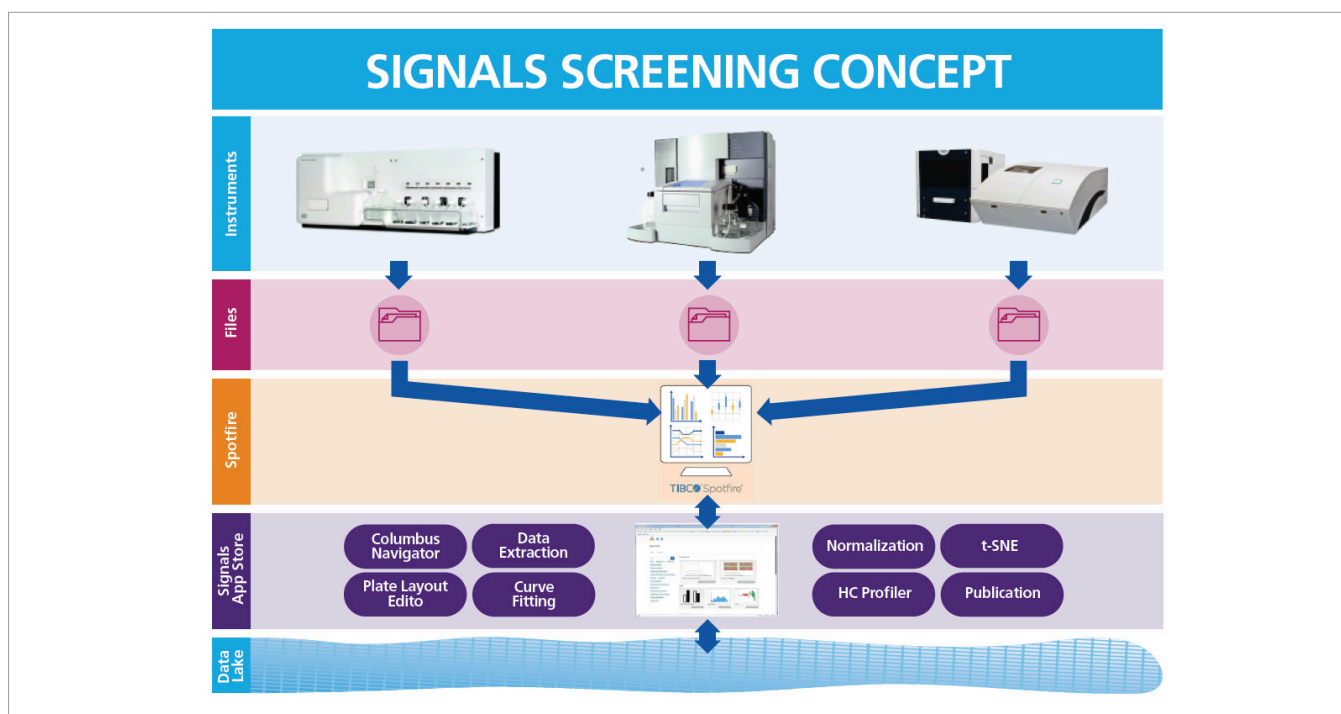 SIGNALS SCREENING CONCEPT
Instruments
Files
Spotfire
TIBCO Spotfire®
Signals
App Store
Columbus
Navigator
Data
Extraction
Plate Layout
Edito
Curve
Fitting
Normalization
t-SNE
HC Profiler
Publication
Data
Lake